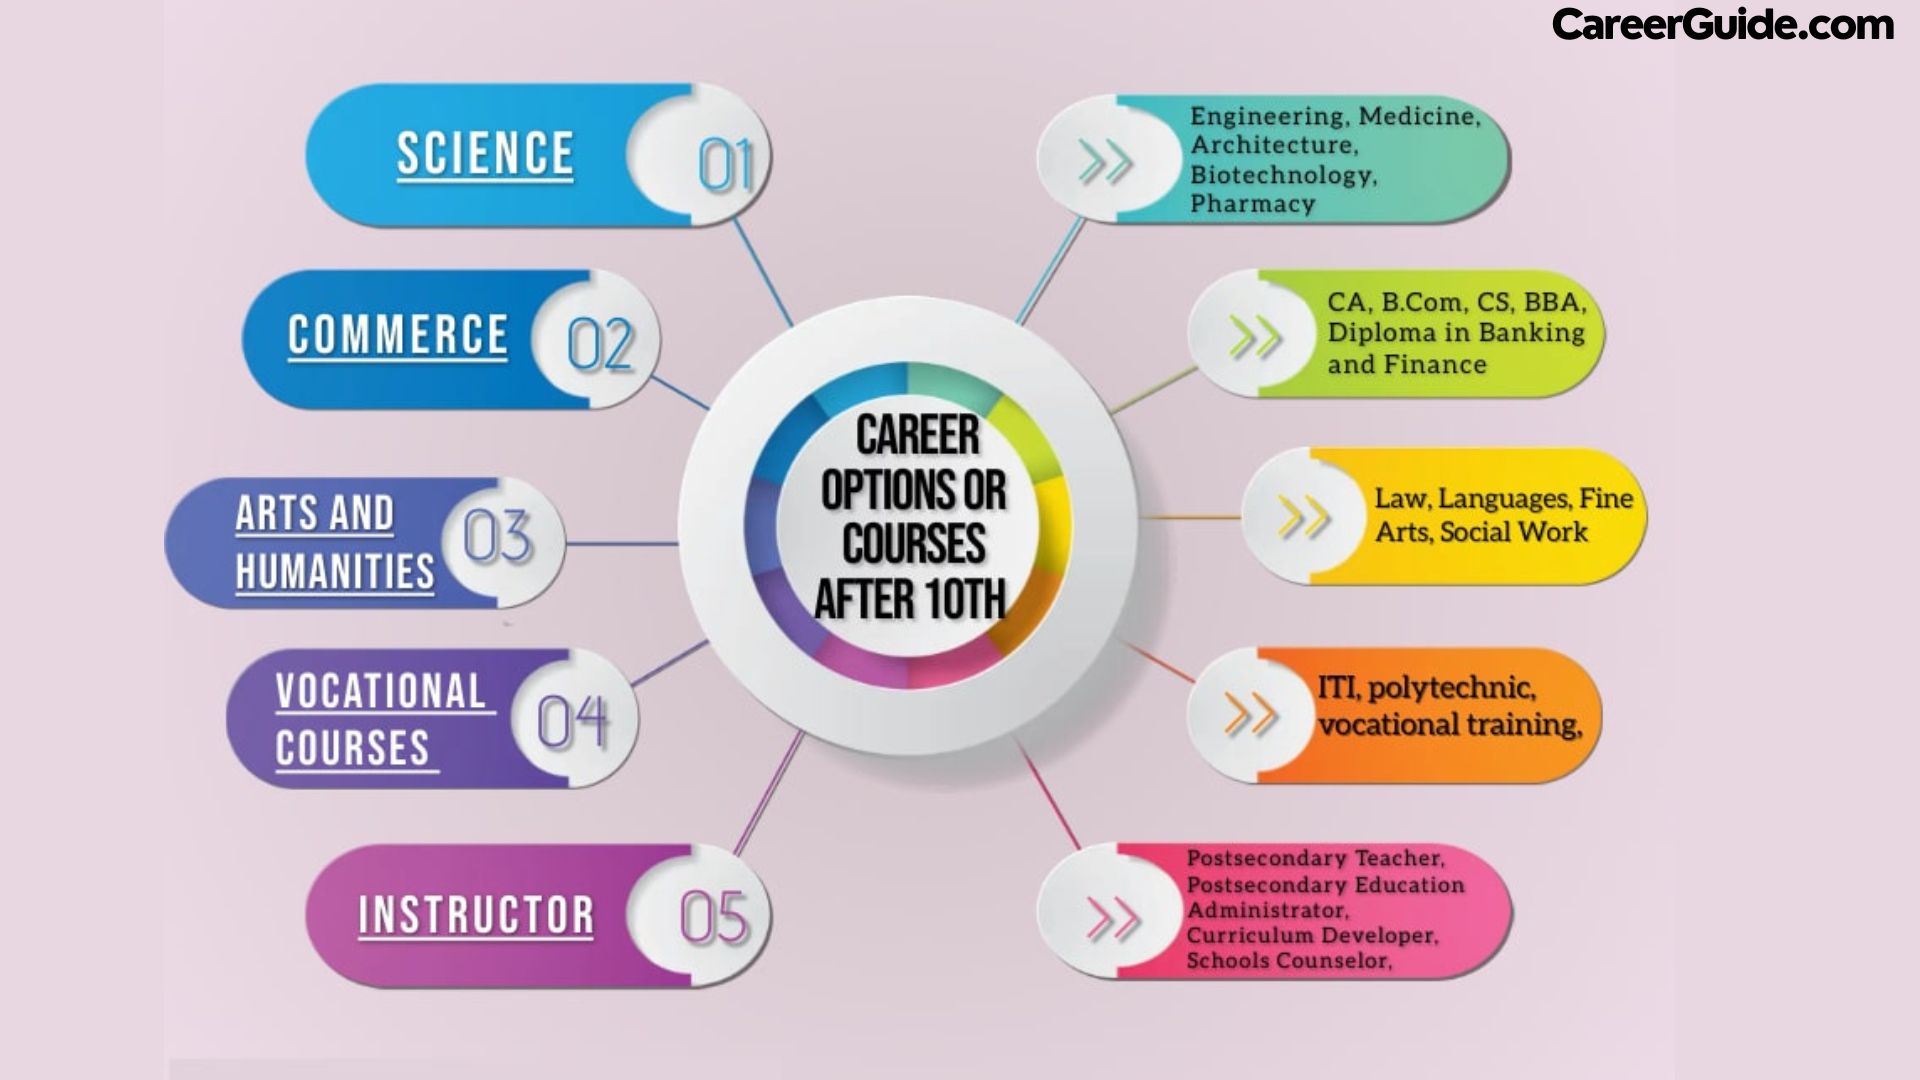 CareerGuide.com
SCIENCE
01
Engineering, Medicine,
Architecture,
Biotechnology,
Pharmacy
COMMERCE
02
CA, B.Com, CS, BBA,
Diploma in Banking
and Finance
ARTS AND
HUMANITIES
03
Law, Languages, Fine
Arts, Social Work
VOCATIONAL
COURSES
04
ITI, polytechnic,
vocational training,
INSTRUCTOR
05
Postsecondary Teacher,
Postsecondary Education
Administrator,
Curriculum Developer,
Schools Counselor,
CAREER
OPTIONS OR
COURSES
AFTER 10TH